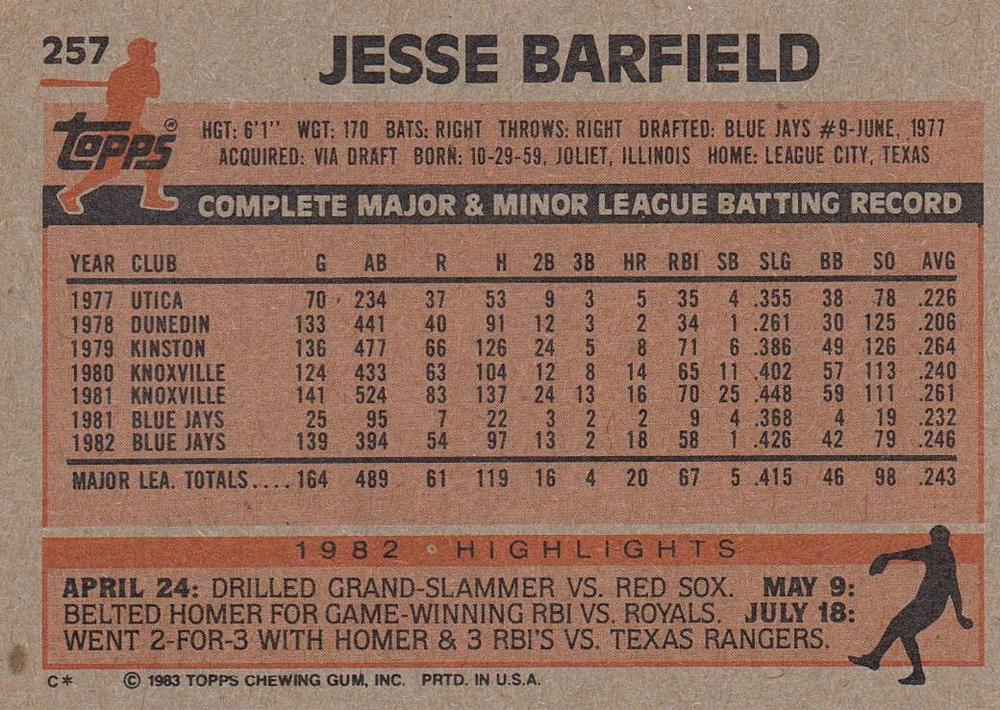 257 JESSE BARFIELD
topps® HGT: 6'1" WGT: 170 BATS: RIGHT THROWS: RIGHT DRAFTED: BLUE JAYS #9-JUNE, 1977
ACQUIRED: VIA DRAFT BORN: 10-29-59, JOLIET, ILLINOIS HOME: LEAGUE CITY, TEXAS
COMPLETE MAJOR & MINOR LEAGUE BATTING RECORD
YEAR CLUB G AB R H 2B 3B HR RBI SB SLG BB SO AVG
1977 UTICA 70 234 37 53 9 3 5 35 4 .355 38 78 .226
1978 DUNEDIN 133 441 40 91 12 3 2 34 1 .261 30 125 .206
1979 KINSTON 136 477 66 126 24 5 8 71 6 .386 49 126 .264
1980 KNOXVILLE 124 433 63 104 12 8 14 65 11 .402 57 113 .240
1981 KNOXVILLE 141 524 83 137 24 13 16 70 25 .448 59 111 .261
1981 BLUE JAYS 25 95 7 22 3 2 2 9 4 .368 4 19 .232
1982 BLUE JAYS 139 394 54 97 13 2 18 58 1 .426 42 79 .246
MAJOR LEA. TOTALS.... 164 489 61 119 16 4 20 67 5 .415 46 98 .243
1982 • HIGHLIGHTS
APRIL 24: DRILLED GRAND-SLAMMER VS. RED SOX. MAY 9:
BELTED HOMER FOR GAME-WINNING RBI VS. ROYALS. JULY 18:
WENT 2-FOR-3 WITH HOMER & 3 RBI'S VS. TEXAS RANGERS.
C* © 1983 TOPPS CHEWING GUM, INC. PRTD. IN U.S.A.